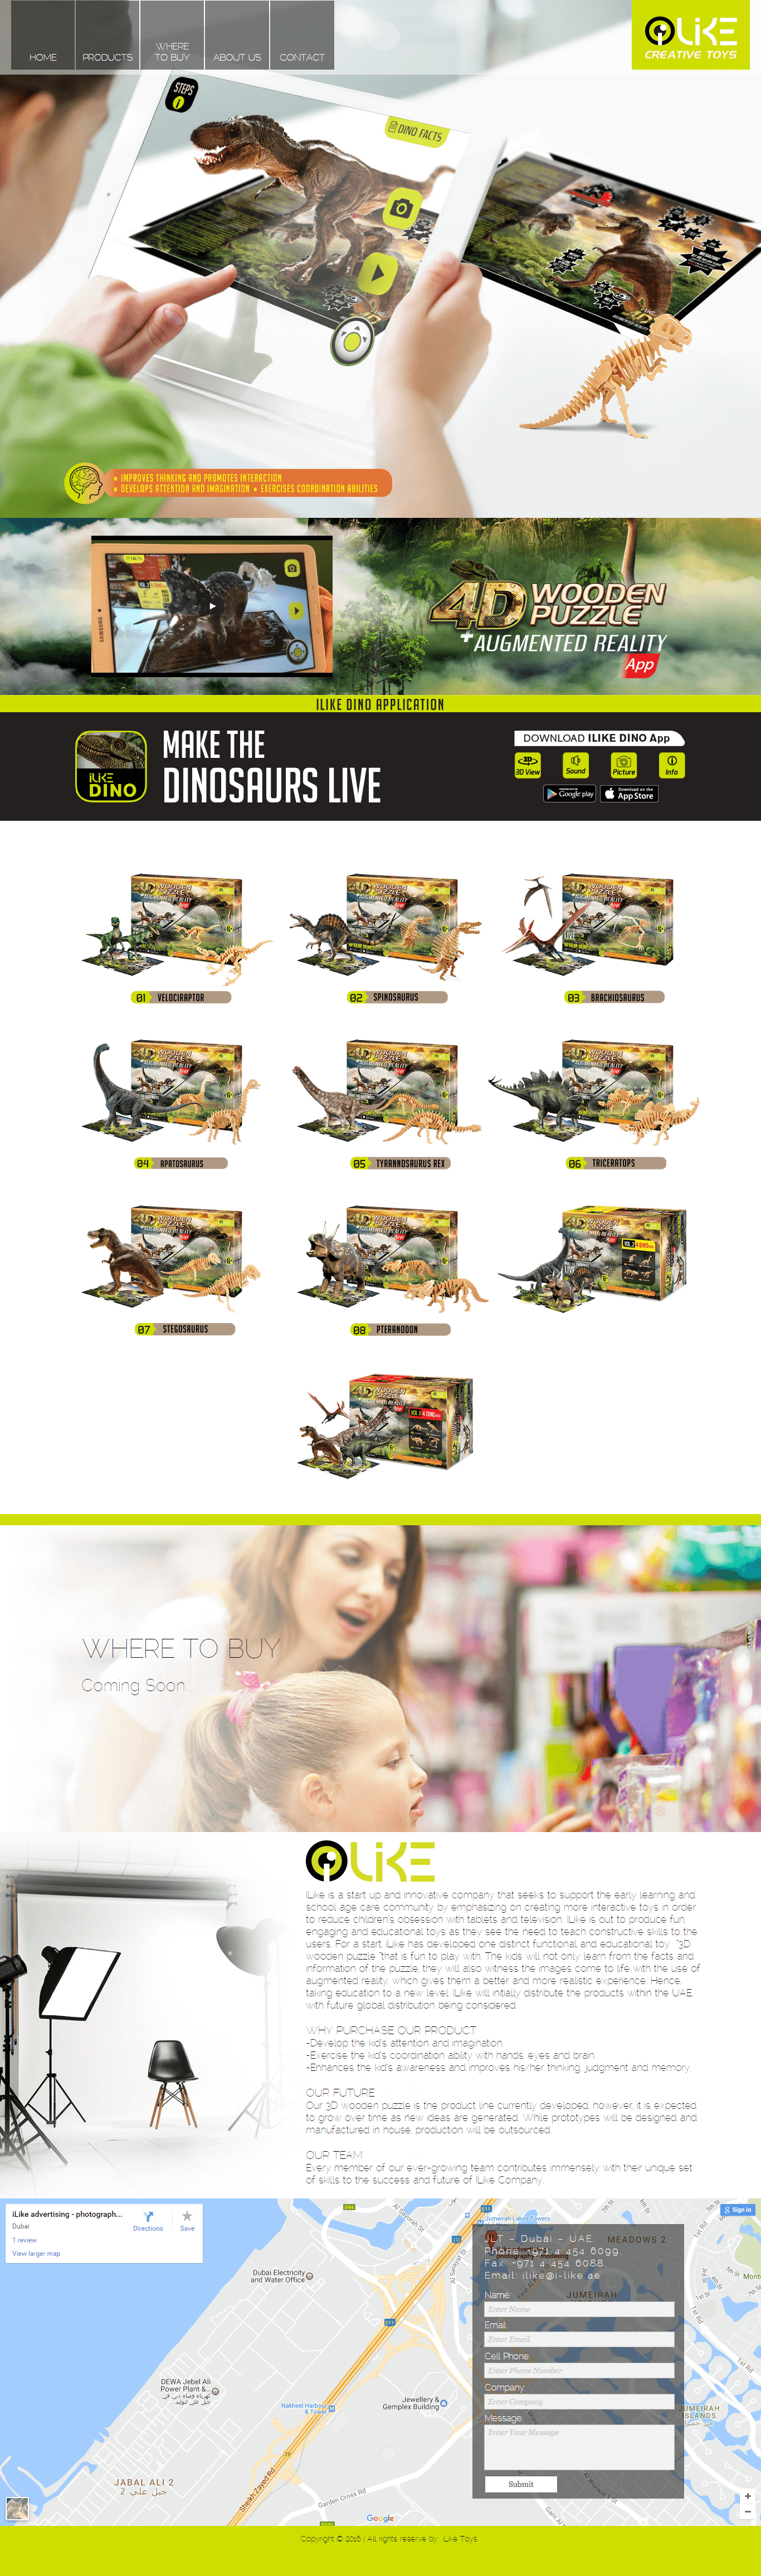 HOME
PRODUCTS
WHERE
TO BUY
ABOUT US
CONTACT
iLiKE
CREATIVE TOYS
STEPS
DINO FACTS
• IMPROVES THINKING AND PROMOTES INTERACTION
• DEVELOPS ATTENTION AND IMAGINATION • EXERCISES COORDINATION ABILITIES
FACTS
SAMSUNG
4D WOODEN
PUZZLE
+ AUGMENTED REALITY
App
ILIKE DINO APPLICATION
iLiKE
DINO
MAKE THE
DINOSAURS LIVE
DOWNLOAD ILIKE DINO App
3D
3D View
Sound
Picture
Info
Google play
Download on the
App Store
01 VELOCIRAPTOR
02 SPINOSAURUS
03 BRACHIOSAURUS
04 APATOSAURUS
05 TYRANNOSAURUS REX
06 TRICERATOPS
07 STEGOSAURUS
08 PTERANODON
WHERE TO BUY
Coming Soon...
iLiKE
ILike is a start up and innovative company that seeks to support the early learning and
school age care community by emphasizing on creating more interactive toys in order
to reduce children's obsession with tablets and television. ILike is out to produce fun,
engaging and educational toys as they see the need to teach constructive skills to the
users. For a start, iLike has developed one distinct functional and educational toy. "3D
wooden puzzle "that is fun to play with. The kids will not only learn from the facts and
information of the puzzle, they will also witness the images come to life with the use of
augmented reality, which gives them a better and more realistic experience. Hence,
taking education to a new level. ILike will initially distribute the products within the UAE,
with future global distribution being considered.
WHY PURCHASE OUR PRODUCT
-Develop the kid's attention and imagination.
-Exercise the kid's coordination ability with hands, eyes and brain.
-Enhances the kid's awareness and improves his/her thinking, judgment and memory.
OUR FUTURE
Our 3D wooden puzzle is the product line currently developed, however, it is expected
to grow over time as new ideas are generated. While prototypes will be designed and
manufactured in house, production will be outsourced.
OUR TEAM
Every member of our ever-growing team contributes immensely with their unique set
of skills to the success and future of ILike Company.
iLike advertising - photograph...
Dubai
1 review
View larger map
Directions
Save
Sign in
Dubai Electricity
and Water Office
DEWA Jebel Ali
Power Plant &...
JABAL ALI 2
جبل علي 2
Nakheel Harbour
& Tower
Jewellery &
Gemplex Building
Sheikh Zayed Rd
Garden Cross Rd
Al Sayorah St
Jumeirah Lakes Towers
MEADOWS 2
JUMEIRAH
ISLANDS
Google
JLT – Dubai – UAE
Phone: +971 4 454 6099
Fax: +971 4 454 6088
Email: ilike@i-like.ae
Name:
Enter Name
Email:
Enter Email
Cell Phone:
Enter Phone Number
Company:
Enter Company
Message:
Enter Your Message
Submit
Copyright © 2016 | All rights reserve by : iLike Toys